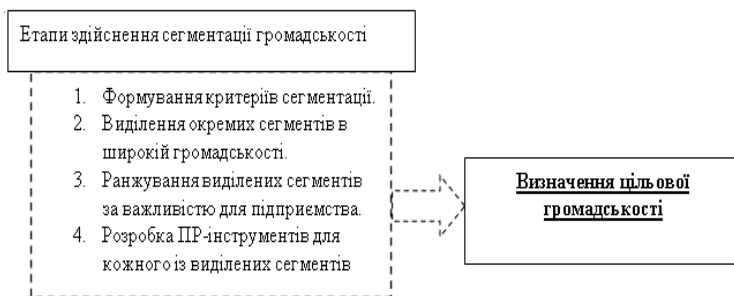 Етапи здійснення сегментації громадськості
1. Формування критеріїв сегментації.
2. Виділення окремих сегментів в
широкій громадськості.
3. Ранжування виділених сегментів
за важливістю для підприємства.
4. Розробка ПР-інструментів для
кожного із виділених сегментів
Визначення цільової
громадськості